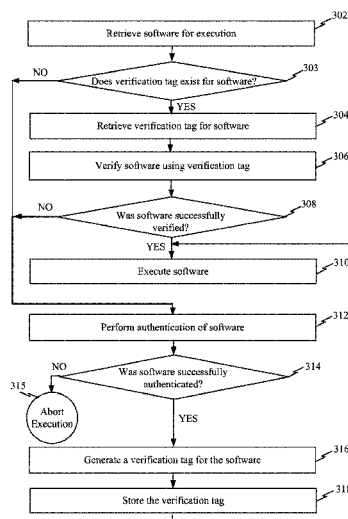 302
Retrieve software for execution
NO
303
Does verification tag exist for software?
YES
304
Retrieve verification tag for software
306
Verify software using verification tag
308
NO
Was software successfully
verified?
YES
310
Execute software
312
Perform authentication of software
314
NO
Was software successfully
authenticated?
315
Abort
Execution
YES
316
Generate a verification tag for the software
318
Store the verification tag